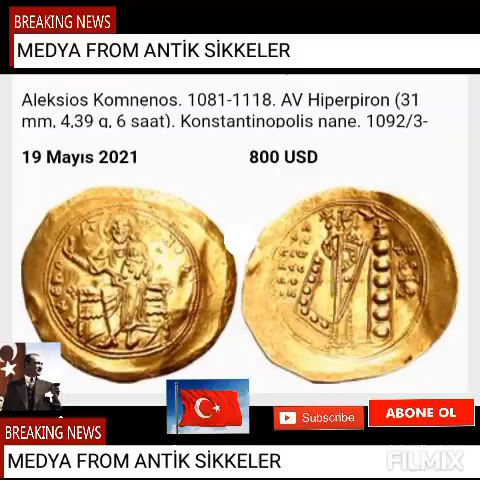 BREAKING NEWS
MEDYA FROM ANTİK SİKKELER
Aleksios Komnenos. 1081-1118. AV Hiperpiron (31
mm, 4,39 g, 6 saat). Konstantinopolis nane. 1092/3-
19 Mayıs 2021 800 USD
Subscribe
ABONE OL
BREAKING NEWS
MEDYA FROM ANTİK SİKKELER
FILMIX